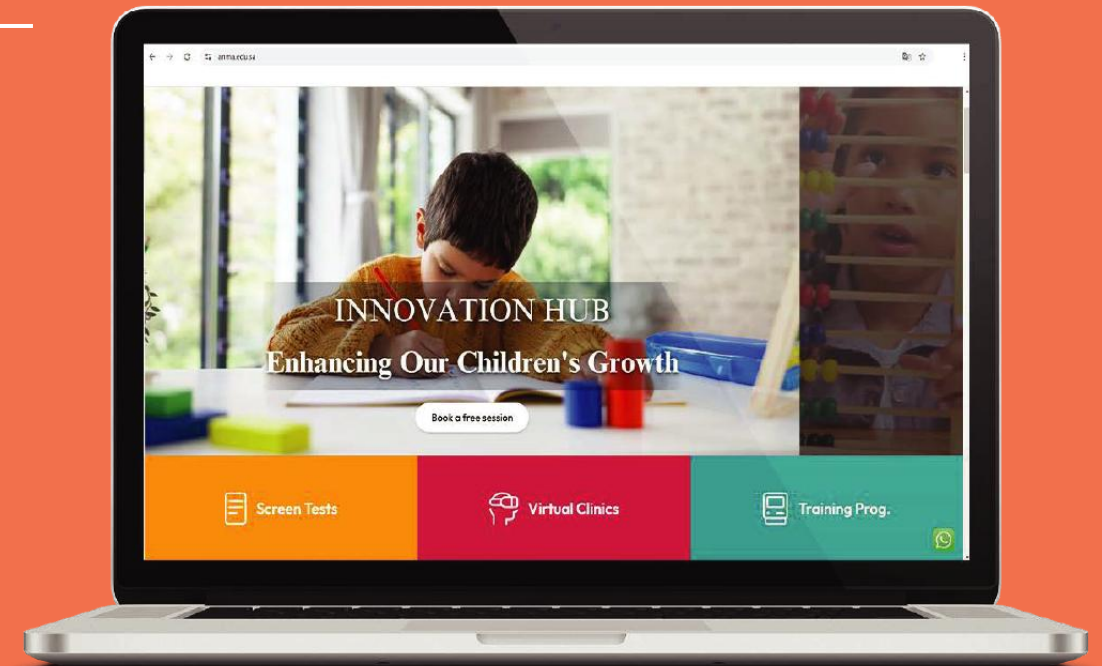 INNOVATION HUB
Enhancing Our Children's Growth
Book a free session
Screen Tests
Virtual Clinics
Training Prog.